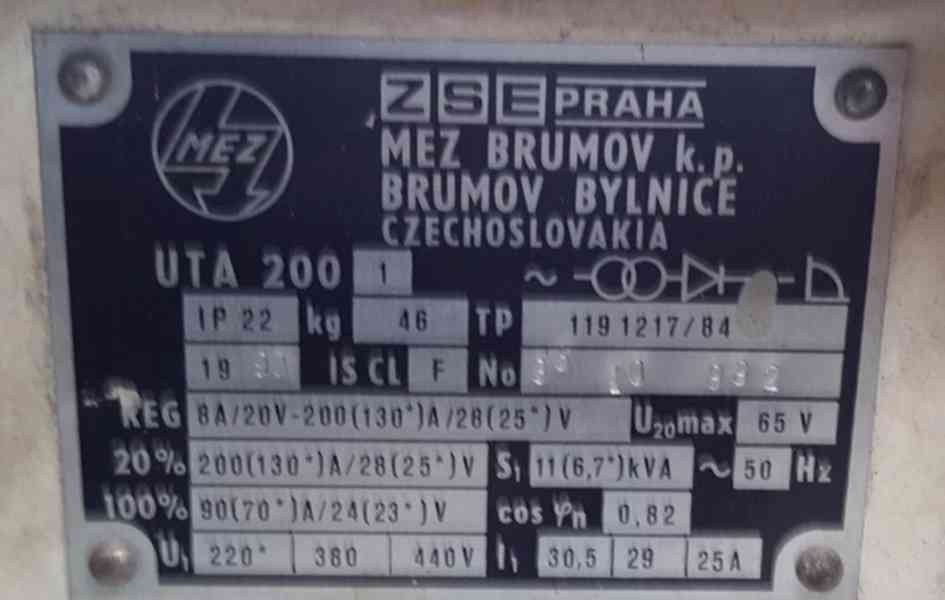 MEZ
ZSE PRAHA
MEZ BRUMOV k.p.
BRUMOV BYLNICE
CZECHOSLOVAKIA
UTA 200 1 ~
IP 22 kg 46 TP 119 1217/84
19 IS CL F No
REG 8A/20V-200(130*)A/28(25*)V U₂₀max 65 V
20% 200(130*)A/28(25*)V S₁ 11(6,7*)kVA ~ 50 Hz
100% 90(70*)A/24(23*)V cos φn 0,82
U₁ 220* 380 440V I₁ 30,5 29 25A